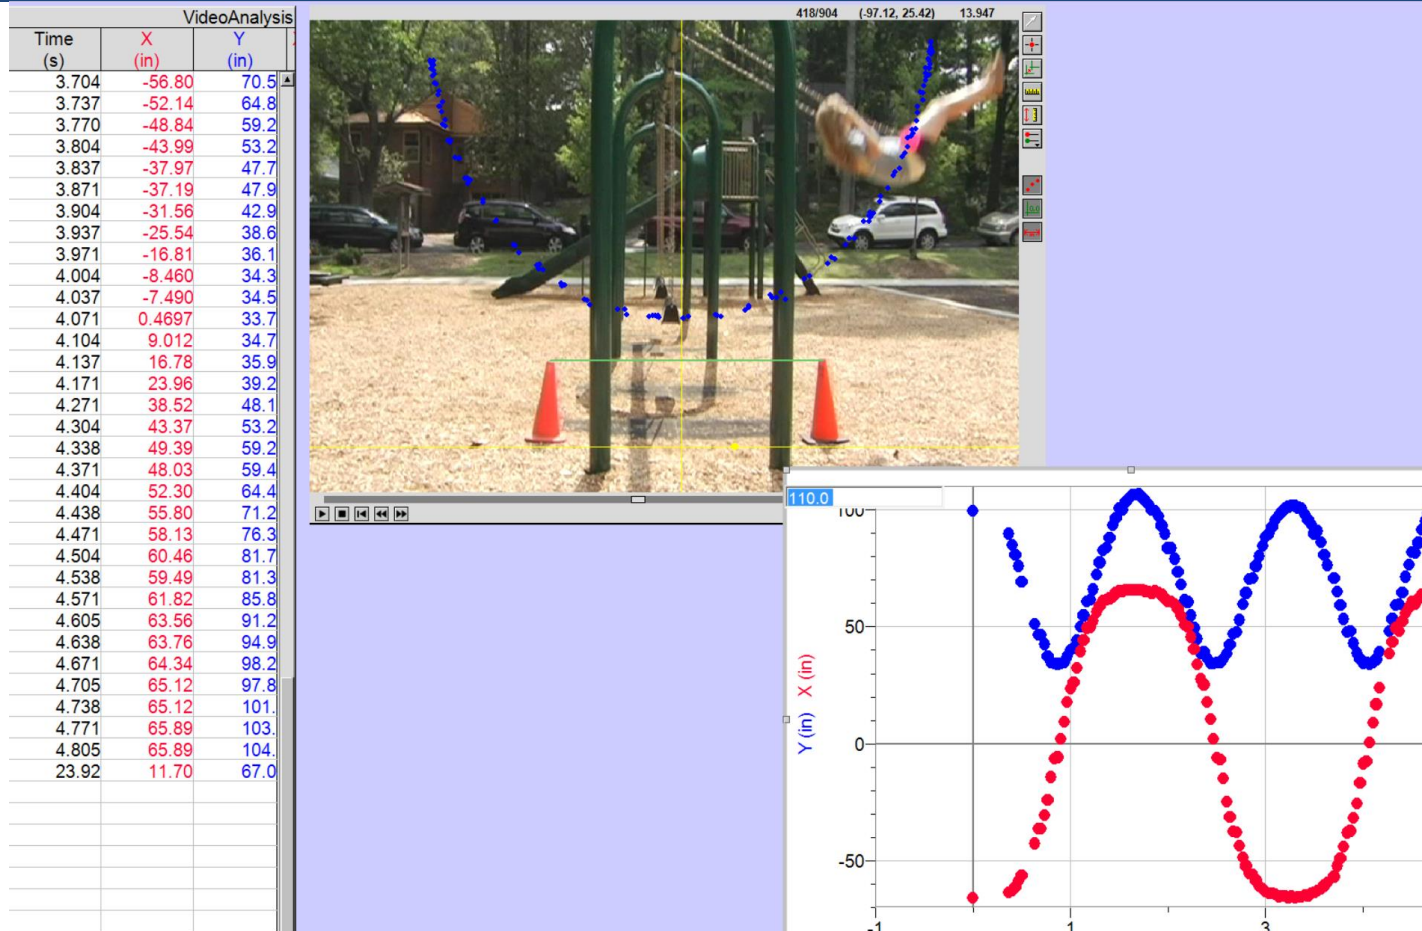 VideoAnalysis
Time X Y
(s) (in) (in)
3.704 -56.80 70.5
3.737 -52.14 64.8
3.770 -48.84 59.2
3.804 -43.99 53.2
3.837 -37.97 47.7
3.871 -37.19 47.9
3.904 -31.56 42.9
3.937 -25.54 38.6
3.971 -16.81 36.1
4.004 -8.460 34.3
4.037 -7.490 34.5
4.071 0.4697 33.7
4.104 9.012 34.7
4.137 16.78 35.9
4.171 23.96 39.2
4.271 38.52 48.1
4.304 43.37 53.2
4.338 49.39 59.2
4.371 48.03 59.4
4.404 52.30 64.4
4.438 55.80 71.2
4.471 58.13 76.3
4.504 60.46 81.7
4.538 59.49 81.3
4.571 61.82 85.8
4.605 63.56 91.2
4.638 63.76 94.9
4.671 64.34 98.2
4.705 65.12 97.8
4.738 65.12 101.
4.771 65.89 103.
4.805 65.89 104.
23.92 11.70 67.0
418/904 (-97.12, 25.42) 13.947
110.0
100
50
0
-50
Y (in) X (in)
-1 1 3